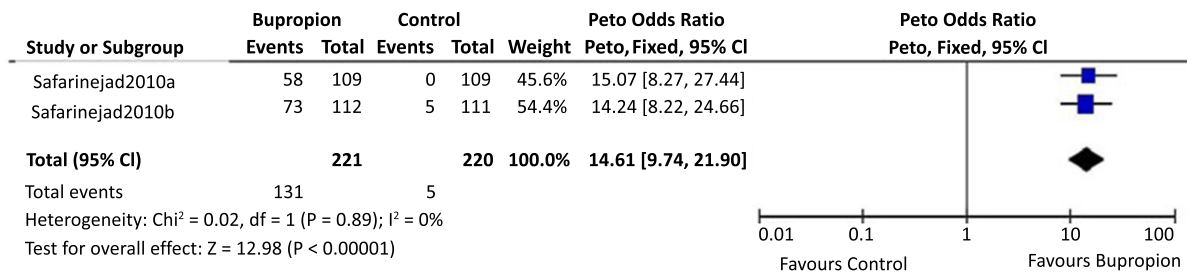 Bupropion Control Peto Odds Ratio Peto Odds Ratio
Study or Subgroup Events Total Events Total Weight Peto, Fixed, 95% Cl Peto, Fixed, 95% Cl
Safarinejad2010a 58 109 0 109 45.6% 15.07 [8.27, 27.44]
Safarinejad2010b 73 112 5 111 54.4% 14.24 [8.22, 24.66]
Total (95% Cl) 221 220 100.0% 14.61 [9.74, 21.90]
Total events 131 5
Heterogeneity: Chi² = 0.02, df = 1 (P = 0.89); I² = 0%
Test for overall effect: Z = 12.98 (P < 0.00001)
0.01 0.1 1 10 100
Favours Control Favours Bupropion